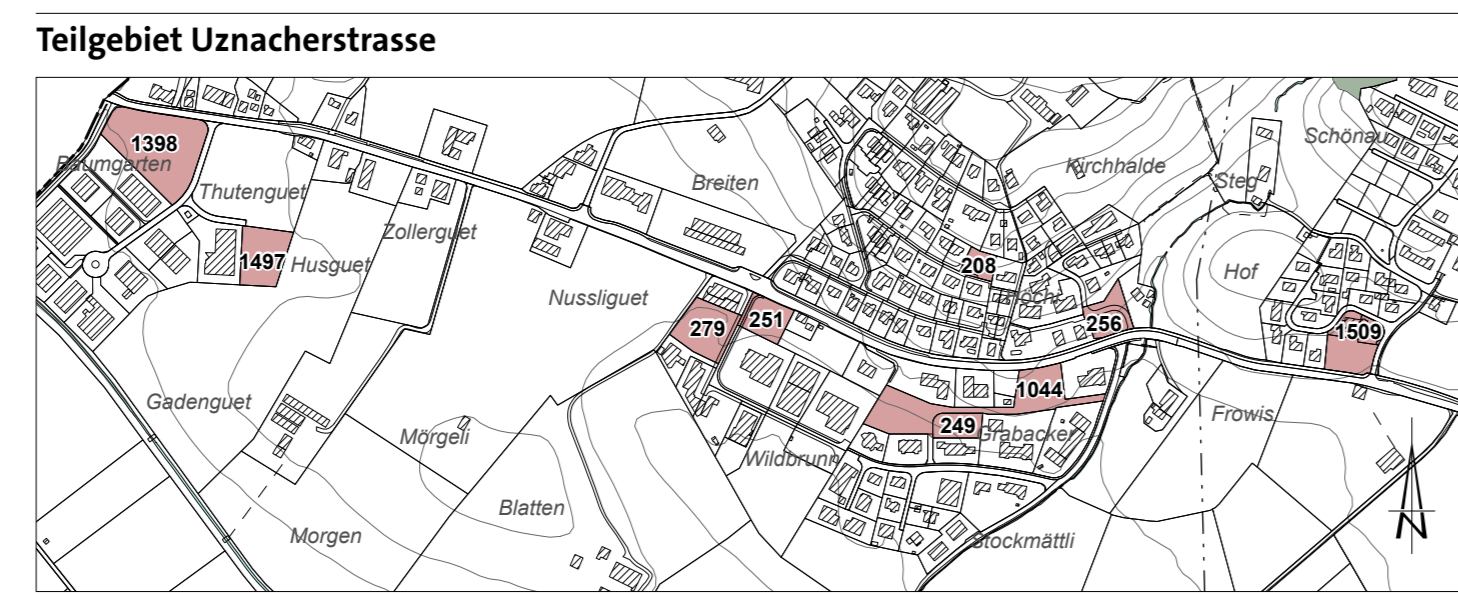 Teilgebiet Uznacherstrasse
1398
Baumgarten
Thutenguet
Zollerguet
1497
Husguet
Breiten
Kirchhalde
Schönau
Steg
208
Höchi
Hof
Nussliguet
279
251
256
1509
1044
249
Grabacker
Frowis
Gadenguet
Mörgeli
Wildbrunn
Blatten
Morgen
Stockmättli
N